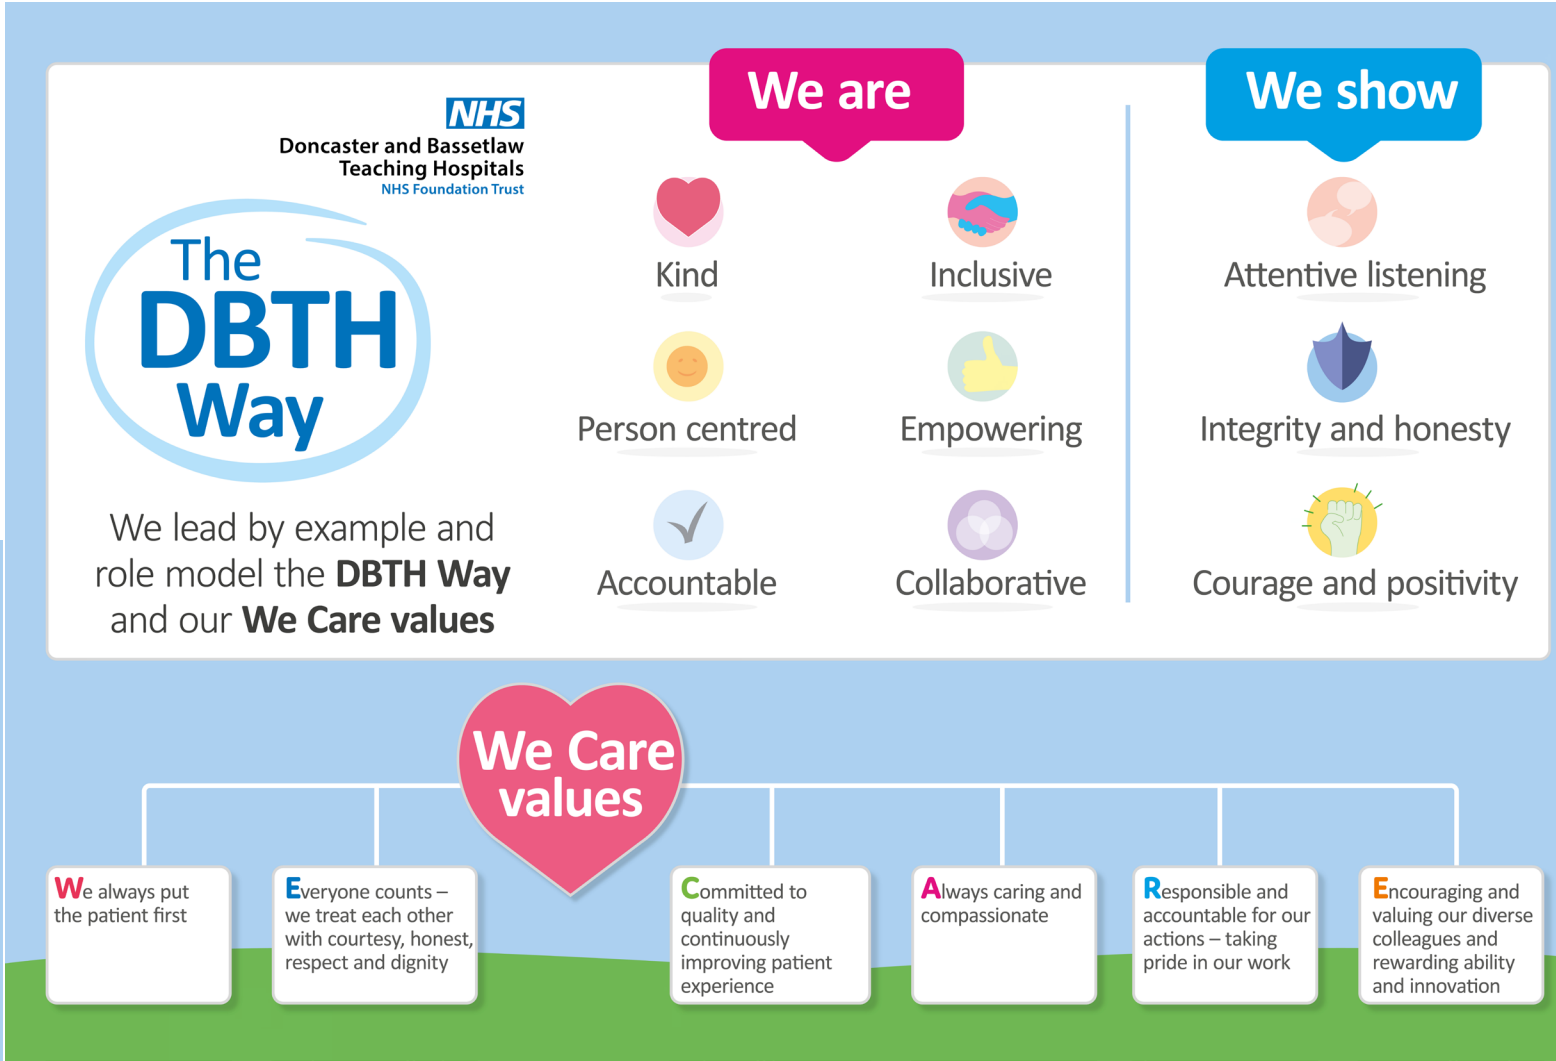 NHS
Doncaster and Bassetlaw
Teaching Hospitals
NHS Foundation Trust
The
DBTH
Way
We lead by example and
role model the DBTH Way
and our We Care values
We are
Kind
Inclusive
Person centred
Empowering
Accountable
Collaborative
We show
Attentive listening
Integrity and honesty
Courage and positivity
We Care
values
We always put
the patient first
Everyone counts –
we treat each other
with courtesy, honest,
respect and dignity
Committed to
quality and
continuously
improving patient
experience
Always caring and
compassionate
Responsible and
accountable for our
actions – taking
pride in our work
Encouraging and
valuing our diverse
colleagues and
rewarding ability
and innovation